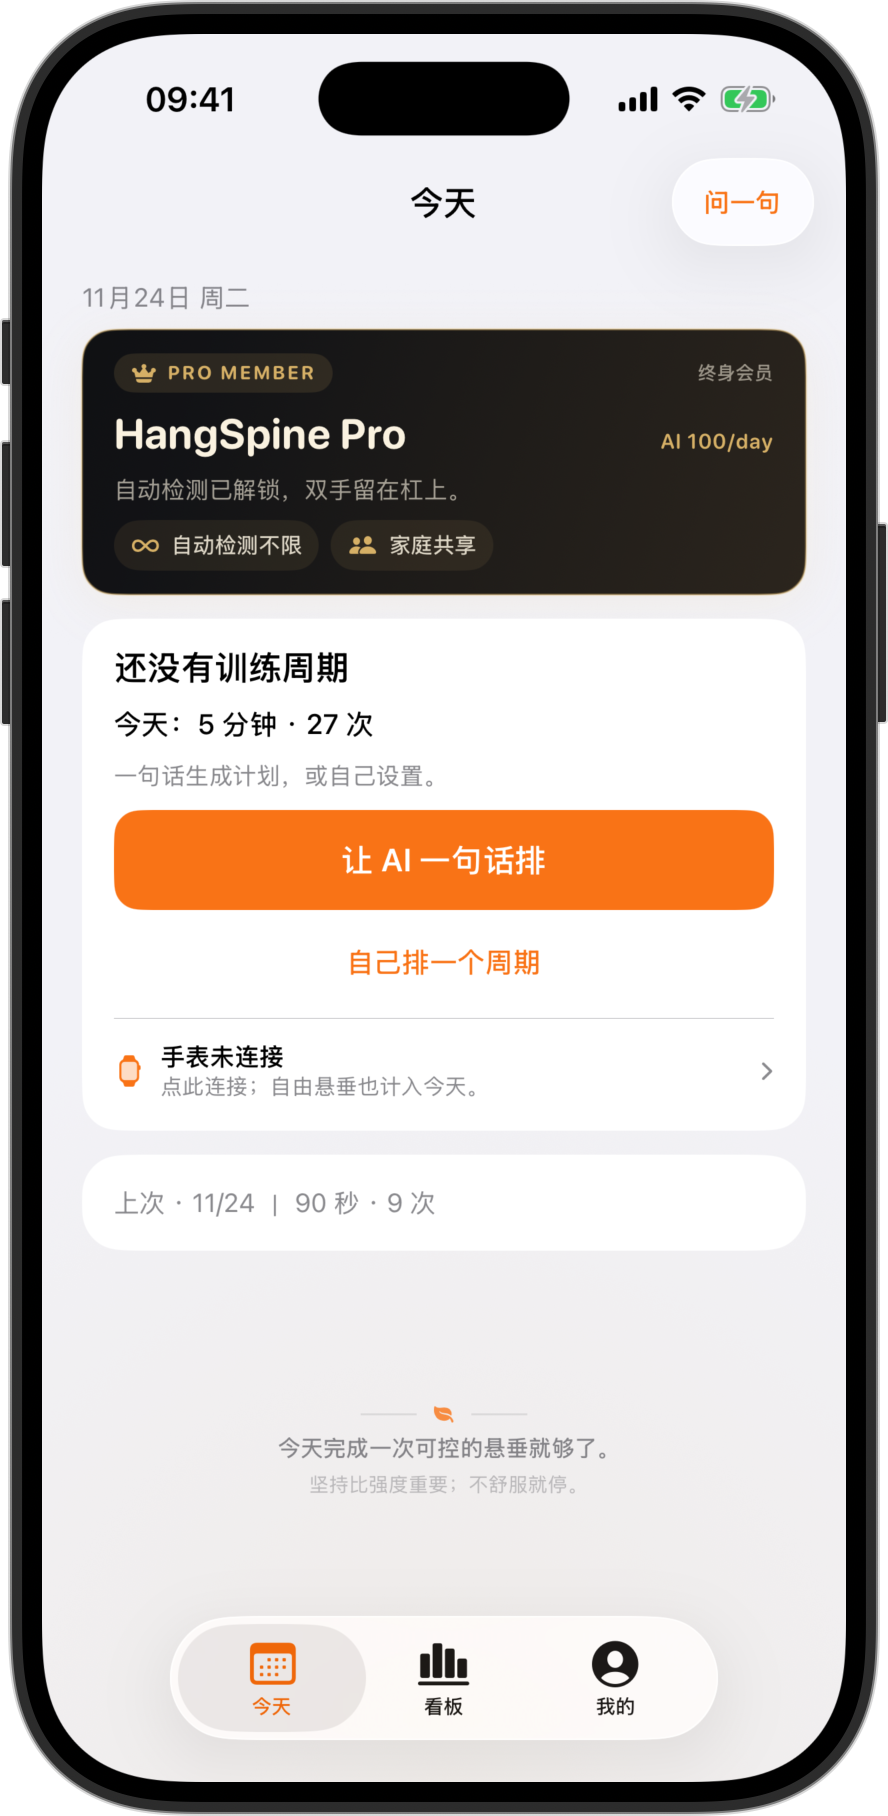 09:41
今天
问一句
11月24日 周二
PRO MEMBER
终身会员
HangSpine Pro
AI 100/day
自动检测已解锁，双手留在杠上。
自动检测不限
家庭共享
还没有训练周期
今天：5 分钟 · 27 次
一句话生成计划，或自己设置。
让 AI 一句话排
自己排一个周期
手表未连接
点此连接；自由悬垂也计入今天。
上次 · 11/24 | 90 秒 · 9 次
今天完成一次可控的悬垂就够了。
坚持比强度重要；不舒服就停。
今天
看板
我的